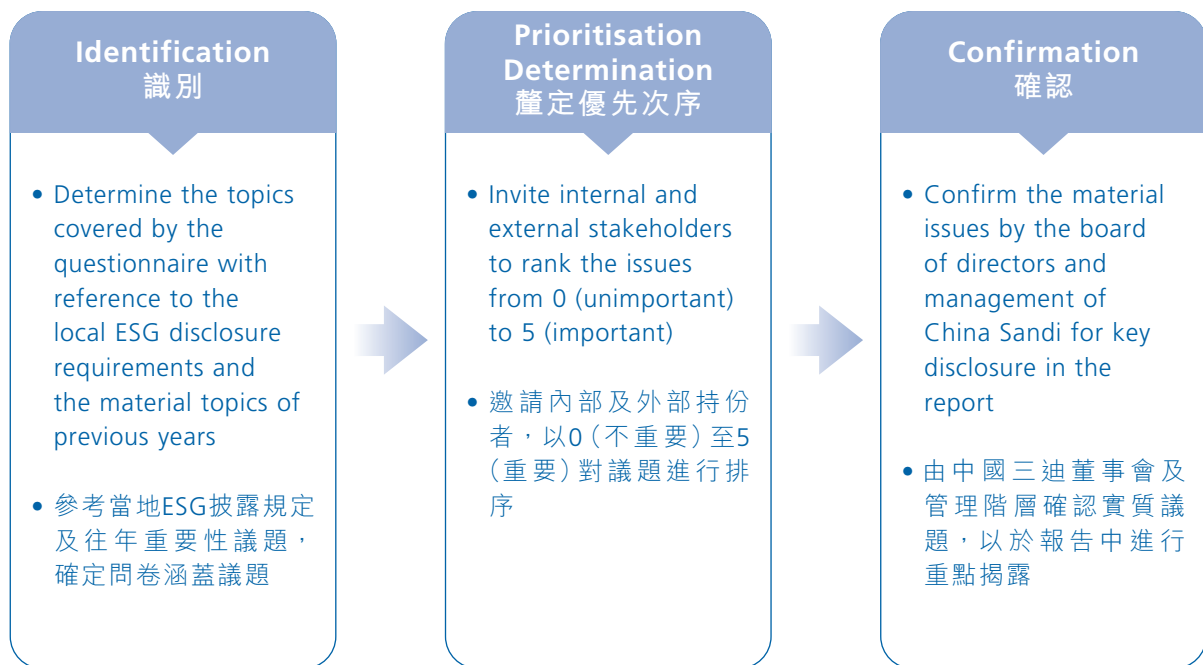 Identification
識別
• Determine the topics
covered by the
questionnaire with
reference to the
local ESG disclosure
requirements and
the material topics of
previous years
• 參考當地ESG披露規定
及往年重要性議題，
確定問卷涵蓋議題
Prioritisation
Determination
釐定優先次序
• Invite internal and
external stakeholders
to rank the issues
from 0 (unimportant)
to 5 (important)
• 邀請內部及外部持份
者，以0（不重要）至5
（重要）對議題進行排
序
Confirmation
確認
• Confirm the material
issues by the board
of directors and
management of
China Sandi for key
disclosure in the
report
• 由中國三迪董事會及
管理階層確認實質議
題，以於報告中進行
重點揭露